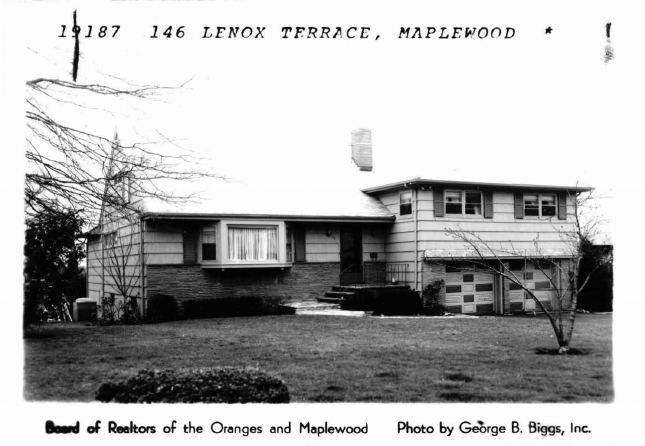 19187 146 LENOX TERRACE, MAPLEWOOD *
Board of Realtors of the Oranges and Maplewood Photo by George B. Biggs, Inc.